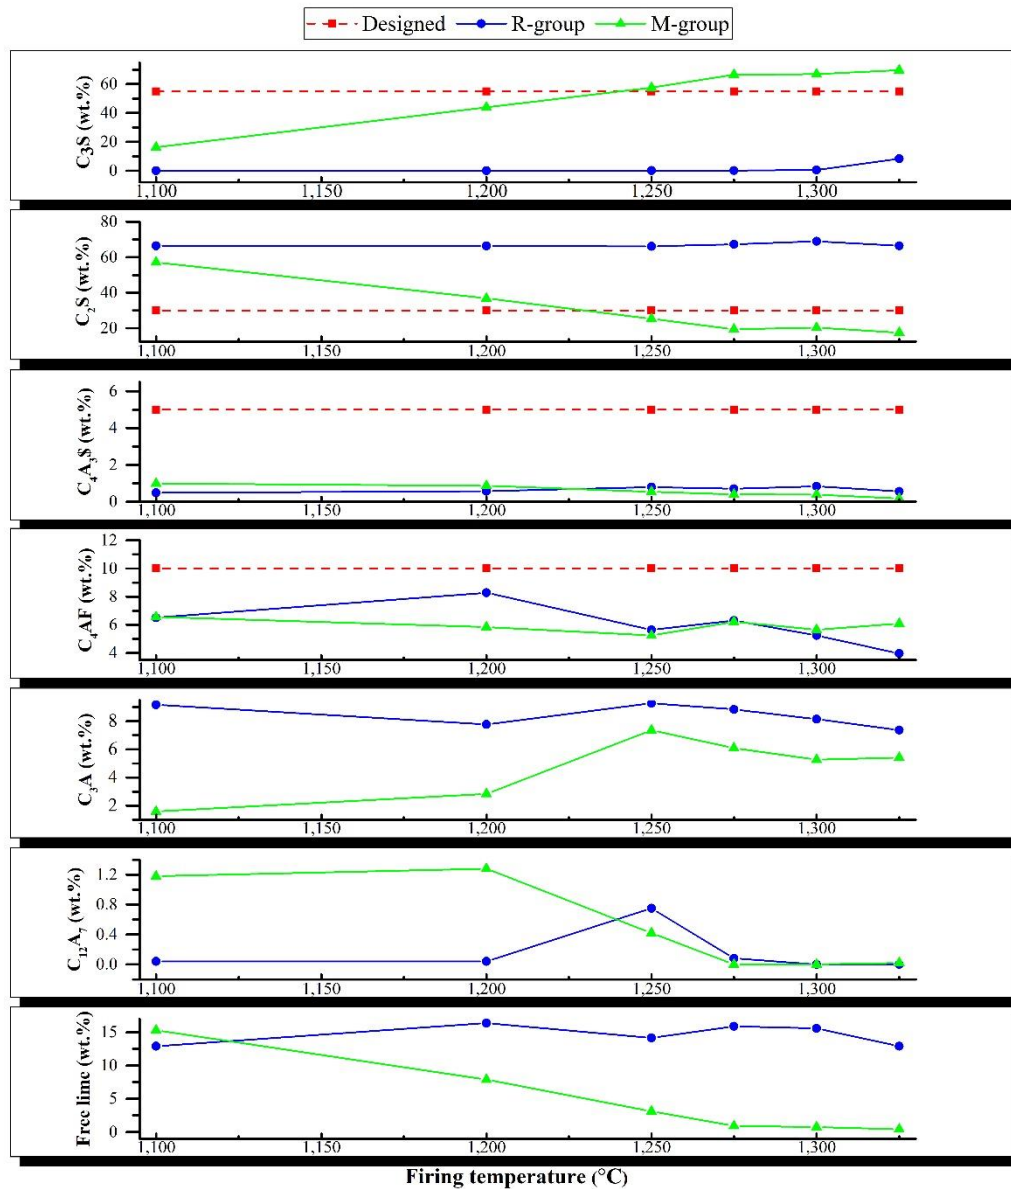 Designed R-group M-group
C3S (wt.%)
60
40
20
0
1,100 1,150 1,200 1,250 1,300
C₂S (wt.%)
80
60
40
20
1,100 1,150 1,200 1,250 1,300
C₄A₃S (wt.%)
6
4
2
0
1,100 1,150 1,200 1,250 1,300
C₄AF (wt.%)
12
10
8
6
4
1,100 1,150 1,200 1,250 1,300
C₃A (wt.%)
8
6
4
2
1,100 1,150 1,200 1,250 1,300
C₁₂A₇ (wt.%)
1.2
0.8
0.4
0.0
1,100 1,150 1,200 1,250 1,300
Free lime (wt.%)
15
10
5
0
1,100 1,150 1,200 1,250 1,300
Firing temperature (°C)